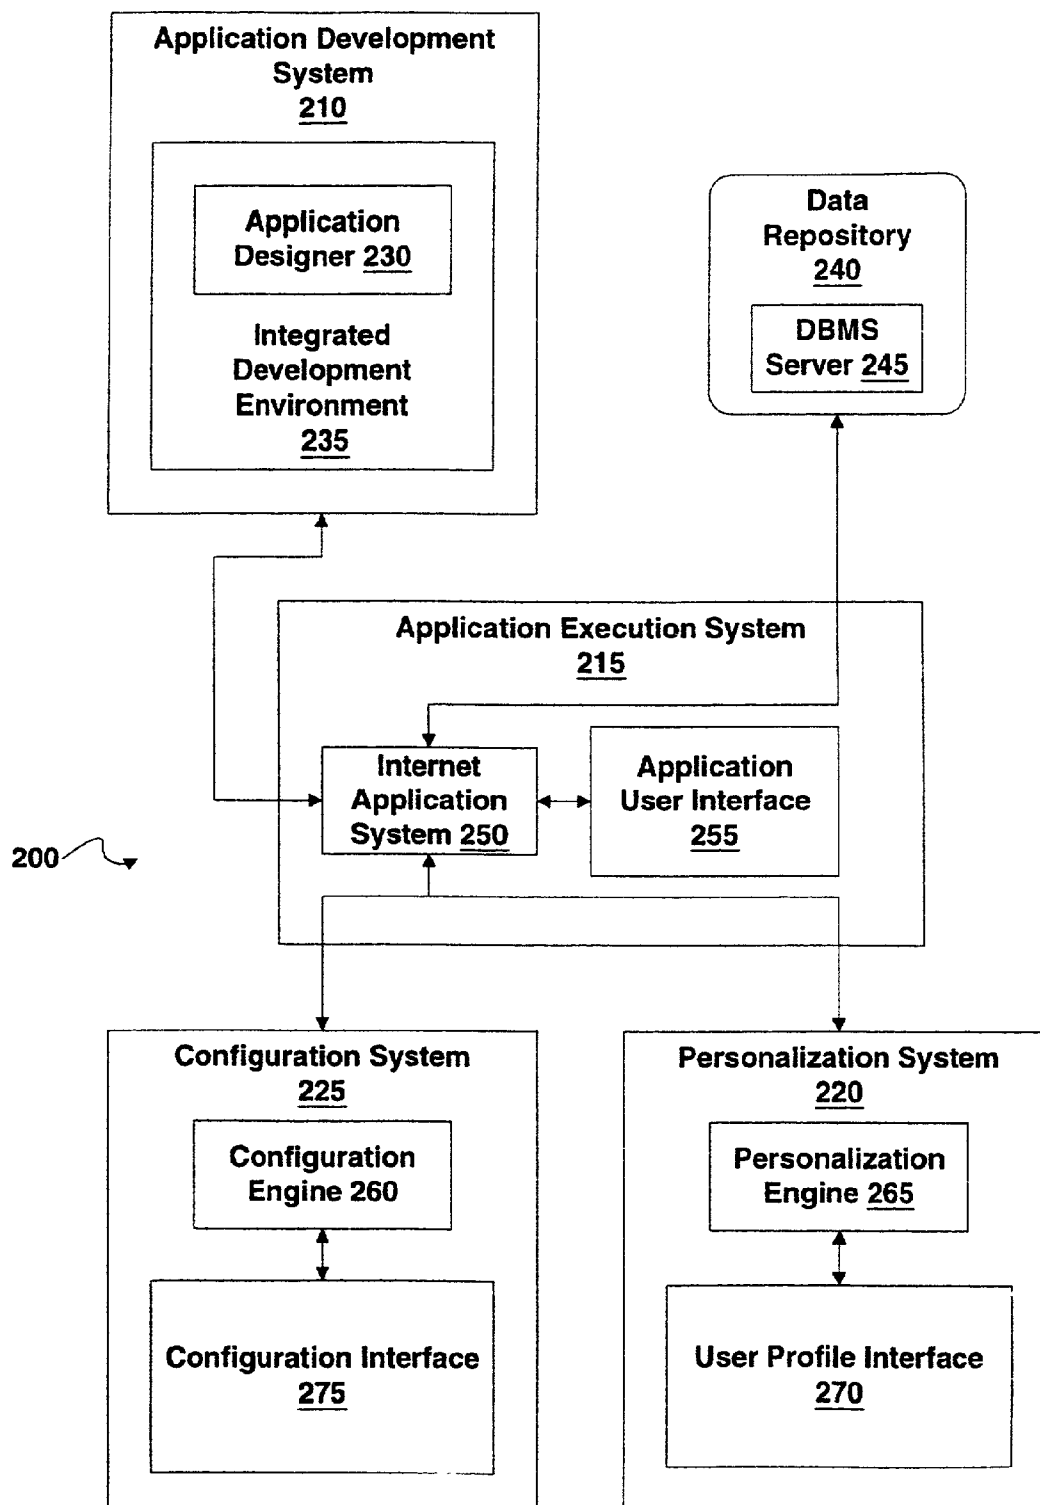 Application Development
System
210
Application
Designer 230
Integrated
Development
Environment
235
Data
Repository
240
DBMS
Server 245
Application Execution System
215
Internet
Application
System 250
Application
User Interface
255
200
Configuration System
225
Configuration
Engine 260
Configuration Interface
275
Personalization System
220
Personalization
Engine 265
User Profile Interface
270